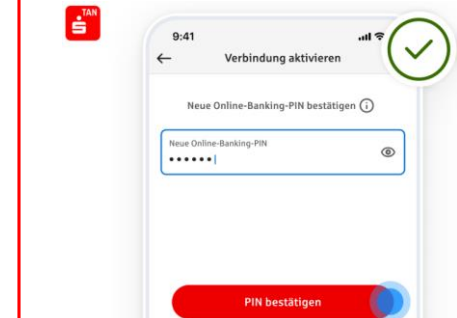 TAN
S
9:41
Verbindung aktivieren
Neue Online-Banking-PIN bestätigen
Neue Online-Banking-PIN
••••••
PIN bestätigen